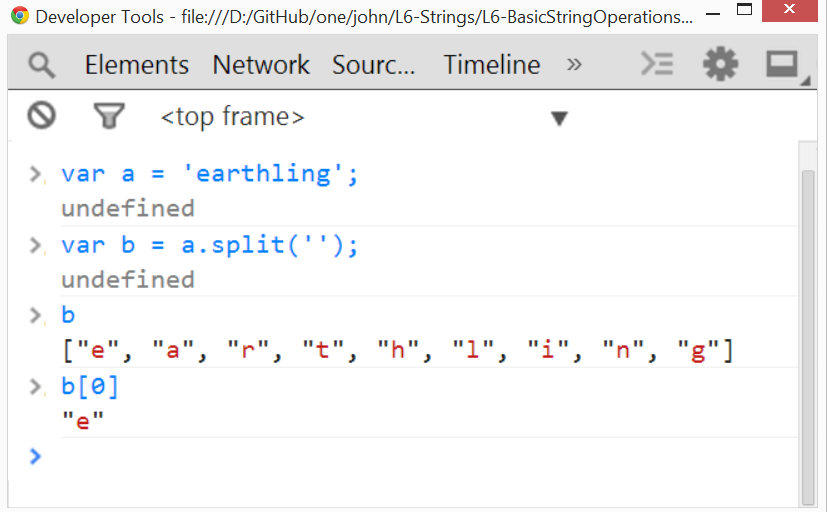 Developer Tools - file:///D:/GitHub/one/john/L6-Strings/L6-BasicStringOperations...
Elements Network Sourc... Timeline »
<top frame> ▼
> var a = 'earthling';
undefined
> var b = a.split('');
undefined
> b
["e", "a", "r", "t", "h", "l", "i", "n", "g"]
> b[0]
"e"
>